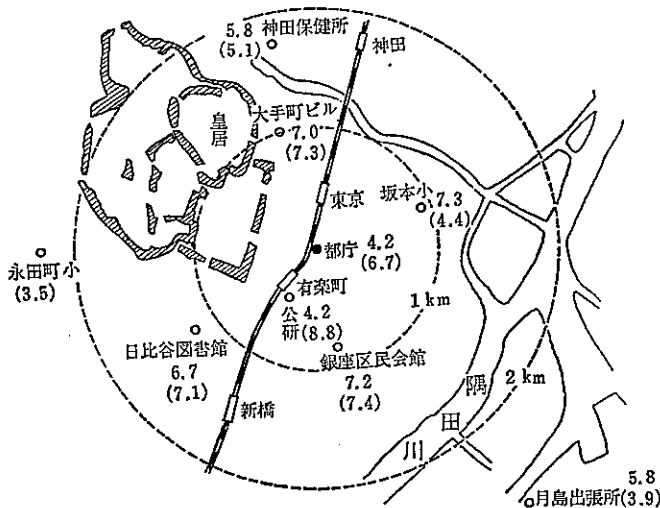 5.8 神田保健所
(5.1)
神田
皇居
大手町ビル
7.0
(7.3)
東京
坂本小 7.3
(4.4)
都庁 4.2
(6.7)
永田町小
(3.5)
有楽町
公研 4.2
(8.8)
1 km
日比谷図書館
6.7
(7.1)
銀座区民会館
7.2
(7.4)
2 km
新橋
隅田川
5.8
月島出張所(3.9)